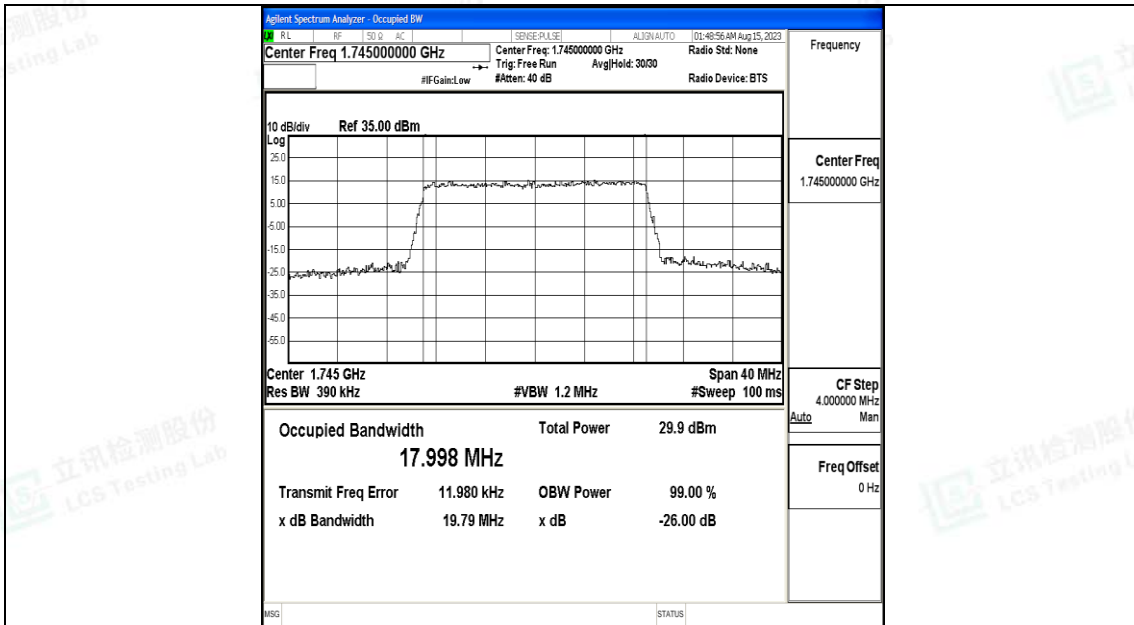 Agilent Spectrum Analyzer - Occupied BW
RL RF 50 Ω AC SENSE:PULSE ALIGN AUTO 01:48:56 AM Aug 15, 2023
Center Freq 1.745000000 GHz
Center Freq: 1.745000000 GHz Radio Std: None
Trig: Free Run Avg|Hold: 30/30
#IFGain:Low #Atten: 40 dB Radio Device: BTS
10 dB/div Ref 35.00 dBm
Log
25.0
15.0
5.00
-5.00
-15.0
-25.0
-35.0
-45.0
-55.0
Center 1.745 GHz Span 40 MHz
Res BW 390 kHz #VBW 1.2 MHz #Sweep 100 ms
Occupied Bandwidth Total Power 29.9 dBm
17.998 MHz
Transmit Freq Error 11.980 kHz OBW Power 99.00 %
x dB Bandwidth 19.79 MHz x dB -26.00 dB
MSG STATUS
Frequency
Center Freq
1.745000000 GHz
CF Step
4.000000 MHz
Auto Man
Freq Offset
0 Hz
立讯检测股份
LCS Testing Lab
立讯检测股份
LCS Testing